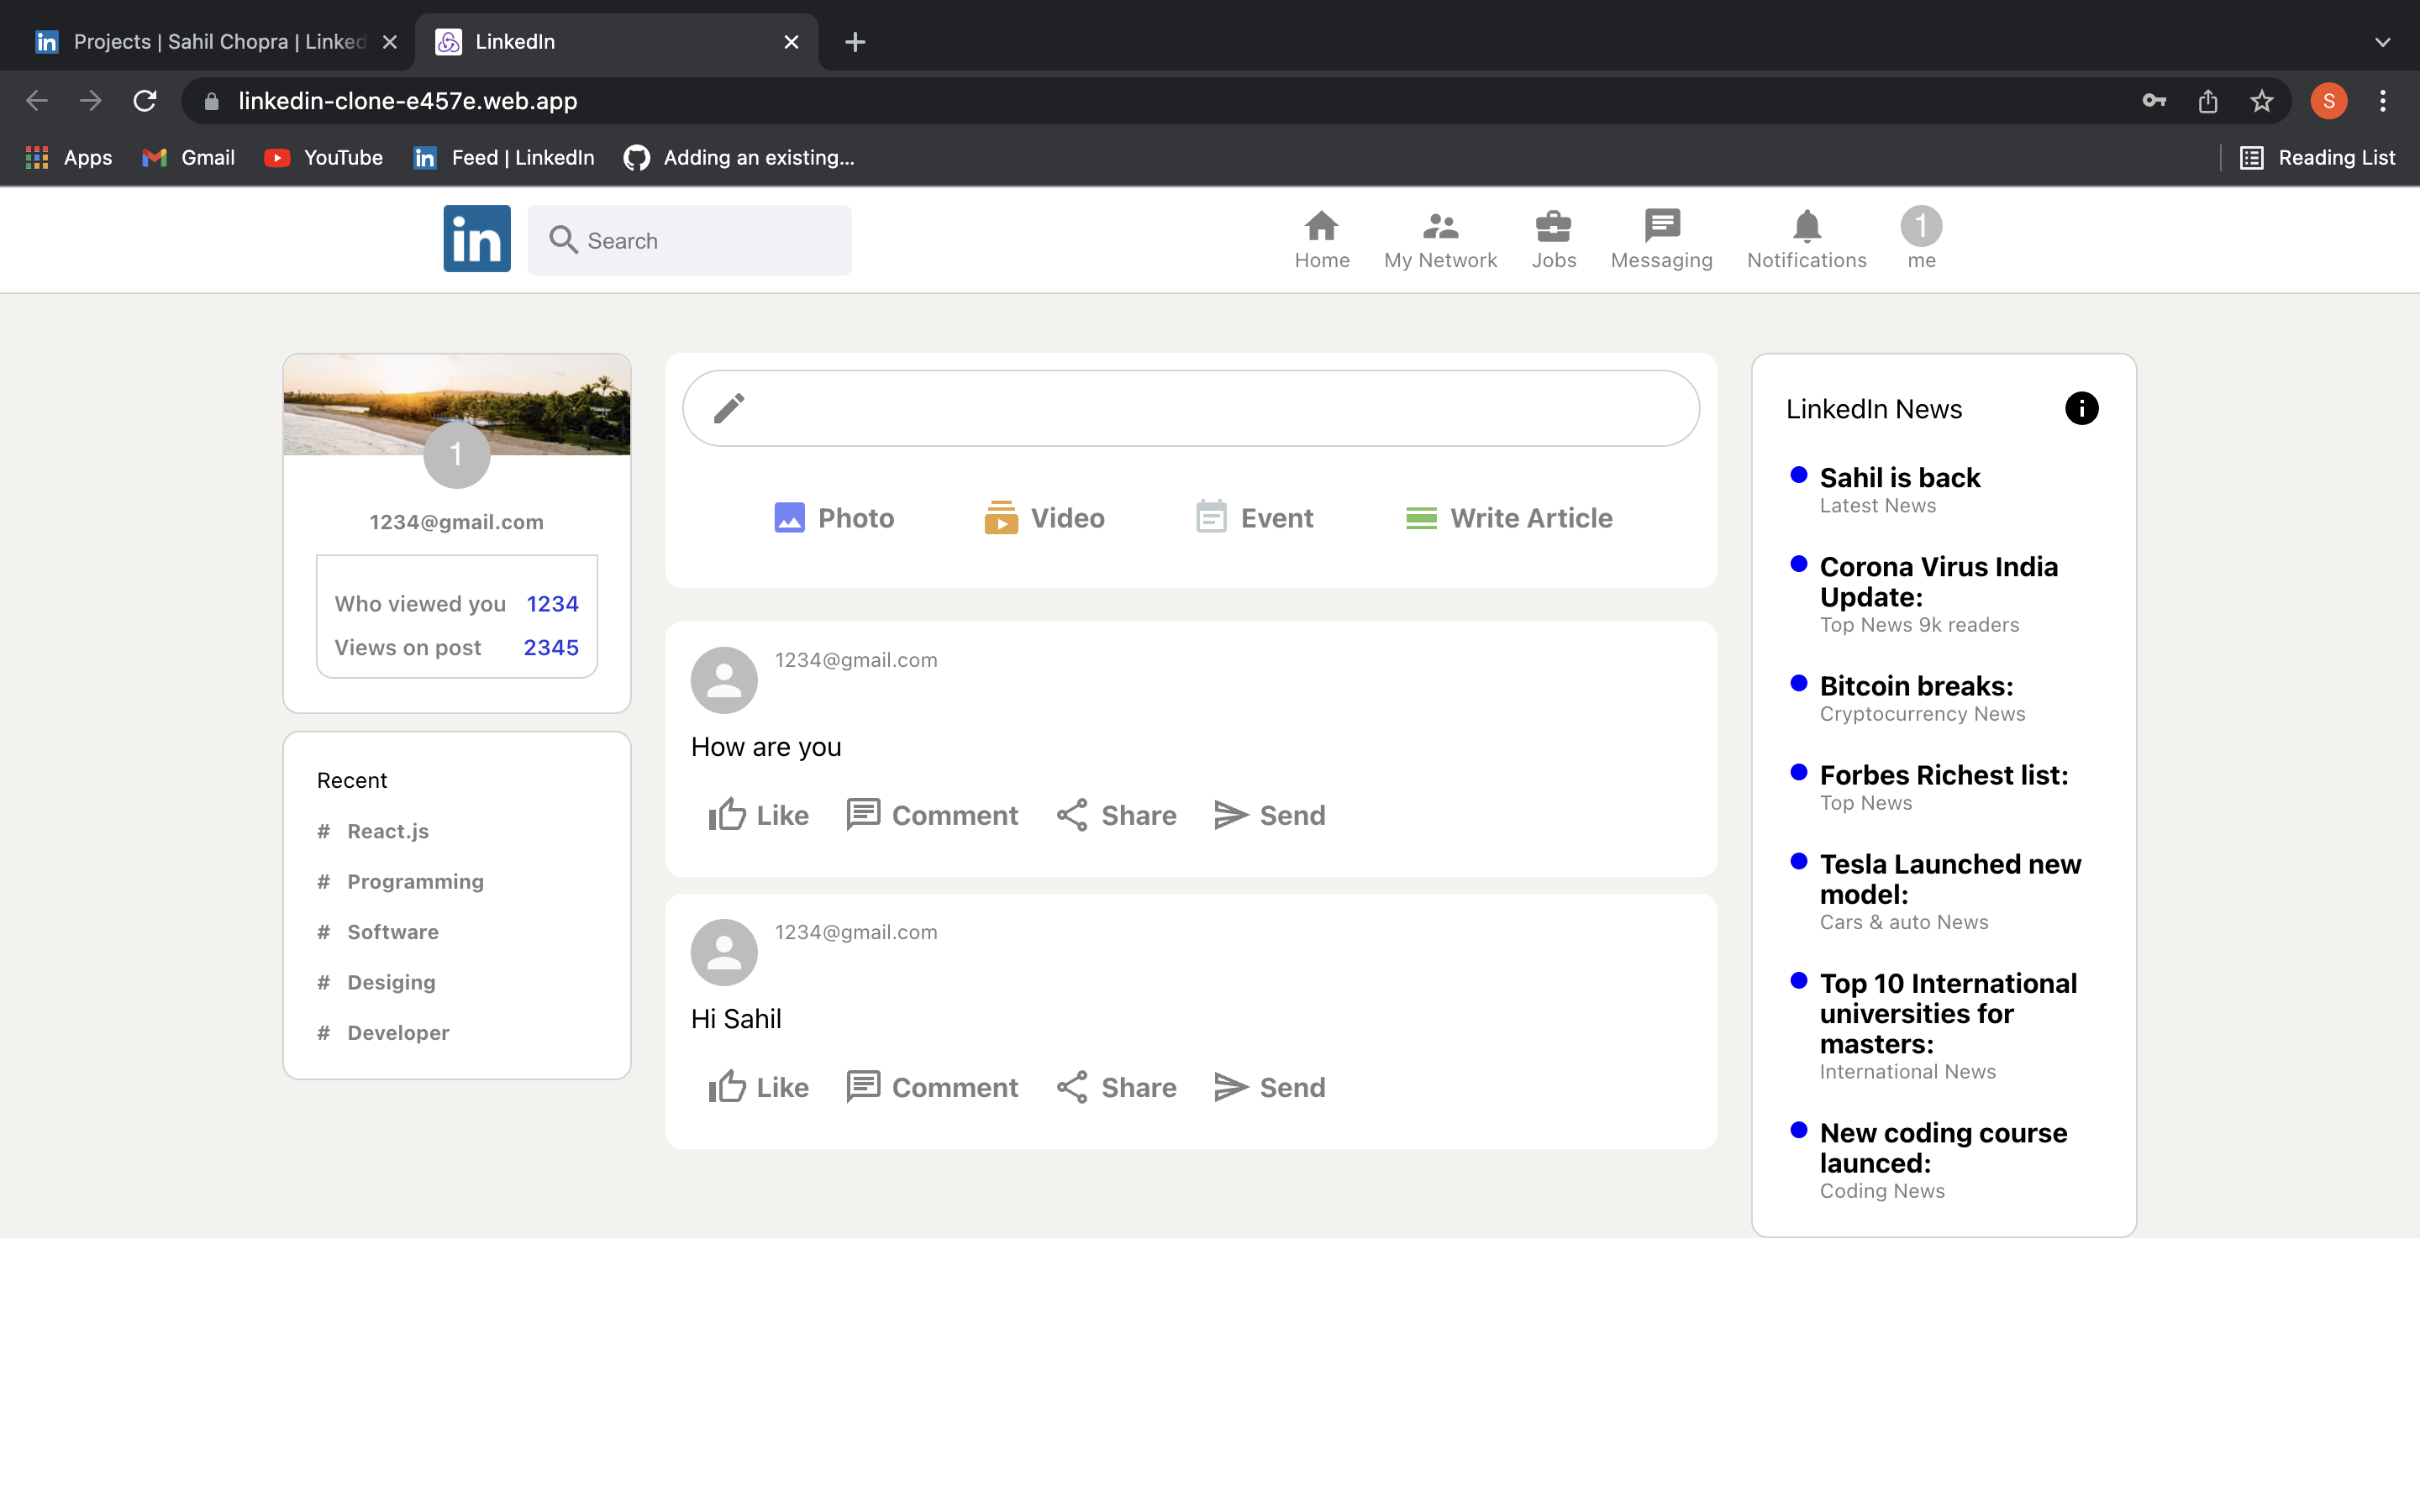 Projects | Sahil Chopra | Linked
LinkedIn
linkedin-clone-e457e.web.app
S
Apps
Gmail
YouTube
in
Feed | LinkedIn
Adding an existing...
Reading List
in
Search
Home
My Network
Jobs
Messaging
Notifications
1
me
1
1234@gmail.com
Who viewed you 1234
Views on post 2345
Recent
# React.js
# Programming
# Software
# Desiging
# Developer
Photo
Video
Event
Write Article
1234@gmail.com
How are you
Like
Comment
Share
Send
1234@gmail.com
Hi Sahil
Like
Comment
Share
Send
LinkedIn News
Sahil is back
Latest News
Corona Virus India
Update:
Top News 9k readers
Bitcoin breaks:
Cryptocurrency News
Forbes Richest list:
Top News
Tesla Launched new
model:
Cars & auto News
Top 10 International
universities for
masters:
International News
New coding course
launced:
Coding News